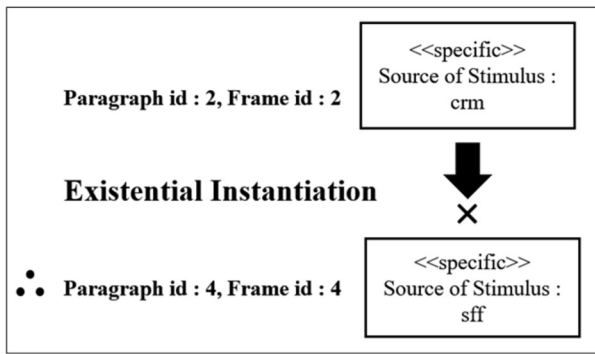 <<specific>>
Source of Stimulus :
crm
Paragraph id : 2, Frame id : 2
Existential Instantiation
∴ Paragraph id : 4, Frame id : 4
<<specific>>
Source of Stimulus :
sff